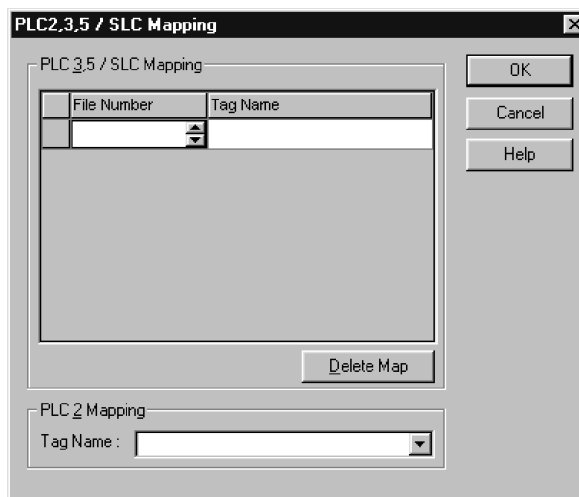 PLC2,3,5 / SLC Mapping
PLC 3,5 / SLC Mapping
File Number Tag Name
Delete Map
PLC 2 Mapping
Tag Name :
OK
Cancel
Help